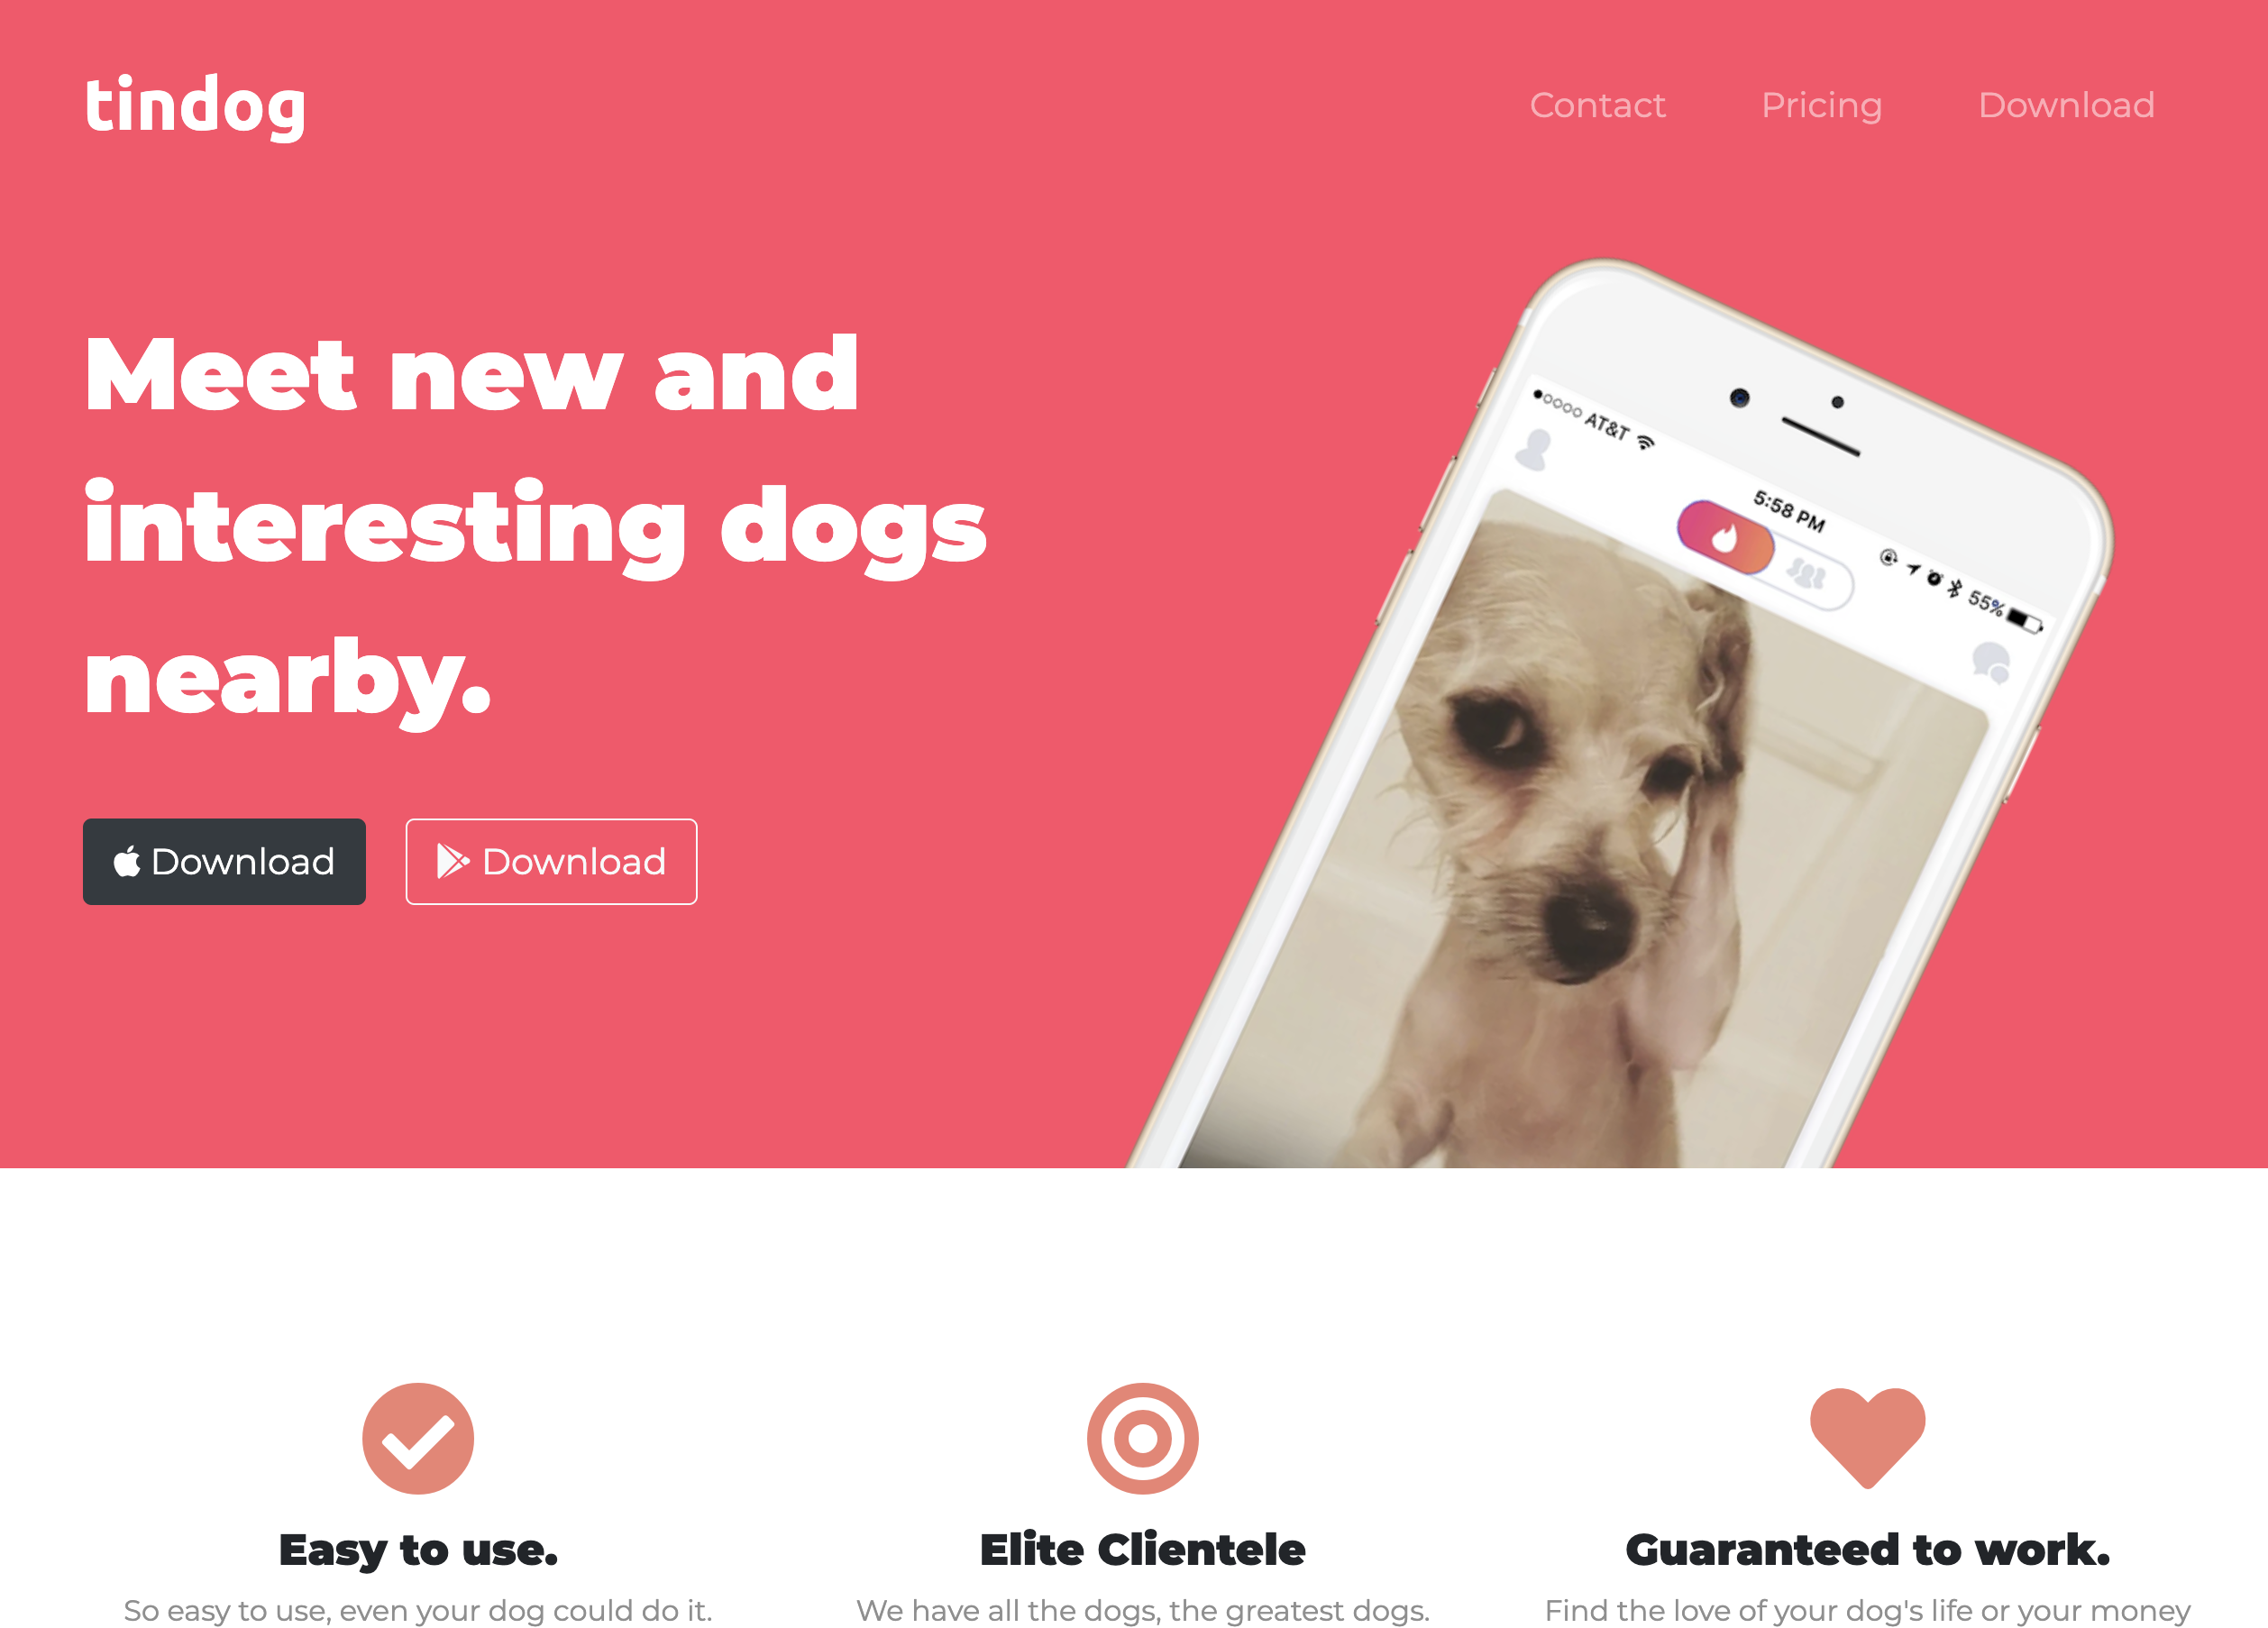 tindog
Contact Pricing Download
Meet new and
interesting dogs
nearby.
Download Download
AT&T
5:58 PM
55%
Easy to use.
So easy to use, even your dog could do it.
Elite Clientele
We have all the dogs, the greatest dogs.
Guaranteed to work.
Find the love of your dog's life or your money